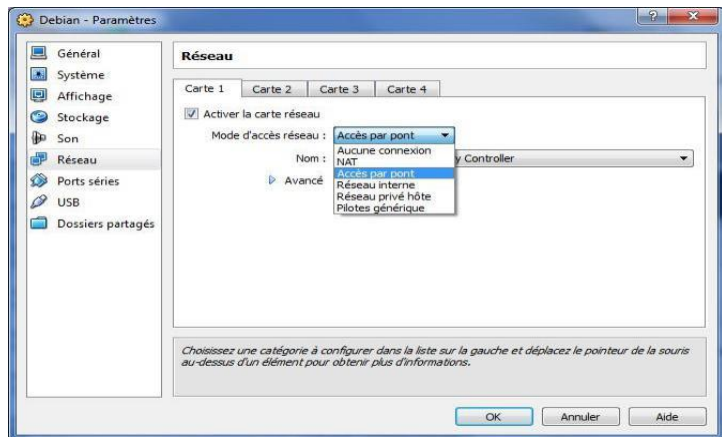 Debian - Paramètres
Général
Système
Affichage
Stockage
Son
Réseau
Ports séries
USB
Dossiers partagés
Réseau
Carte 1 Carte 2 Carte 3 Carte 4
Activer la carte réseau
Mode d'accès réseau : Accès par pont
Aucune connexion
NAT
Accès par pont
Réseau interne
Réseau privé hôte
Pilotes générique
Nom : y Controller
Avancé
Choisissez une catégorie à configurer dans la liste sur la gauche et déplacez le pointeur de la souris
au-dessus d'un élément pour obtenir plus d'informations.
OK Annuler Aide